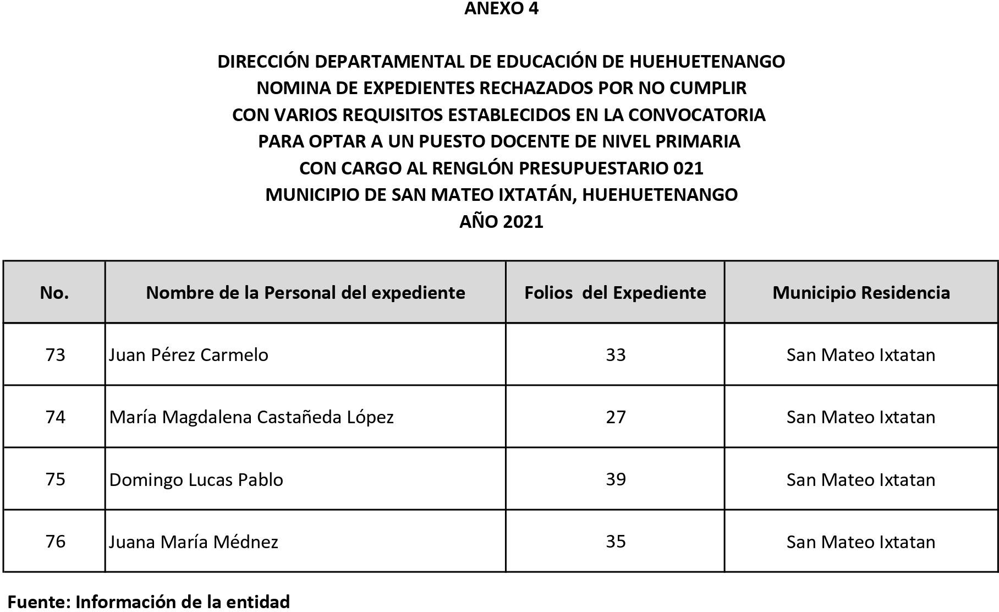 ANEXO 4
DIRECCIÓN DEPARTAMENTAL DE EDUCACIÓN DE HUEHUETENANGO
NOMINA DE EXPEDIENTES RECHAZADOS POR NO CUMPLIR
CON VARIOS REQUISITOS ESTABLECIDOS EN LA CONVOCATORIA
PARA OPTAR A UN PUESTO DOCENTE DE NIVEL PRIMARIA
CON CARGO AL RENGLÓN PRESUPUESTARIO 021
MUNICIPIO DE SAN MATEO IXTATÁN, HUEHUETENANGO
AÑO 2021
No. Nombre de la Personal del expediente Folios del Expediente Municipio Residencia
73 Juan Pérez Carmelo 33 San Mateo Ixtatan
74 María Magdalena Castañeda López 27 San Mateo Ixtatan
75 Domingo Lucas Pablo 39 San Mateo Ixtatan
76 Juana María Médnez 35 San Mateo Ixtatan
Fuente: Información de la entidad